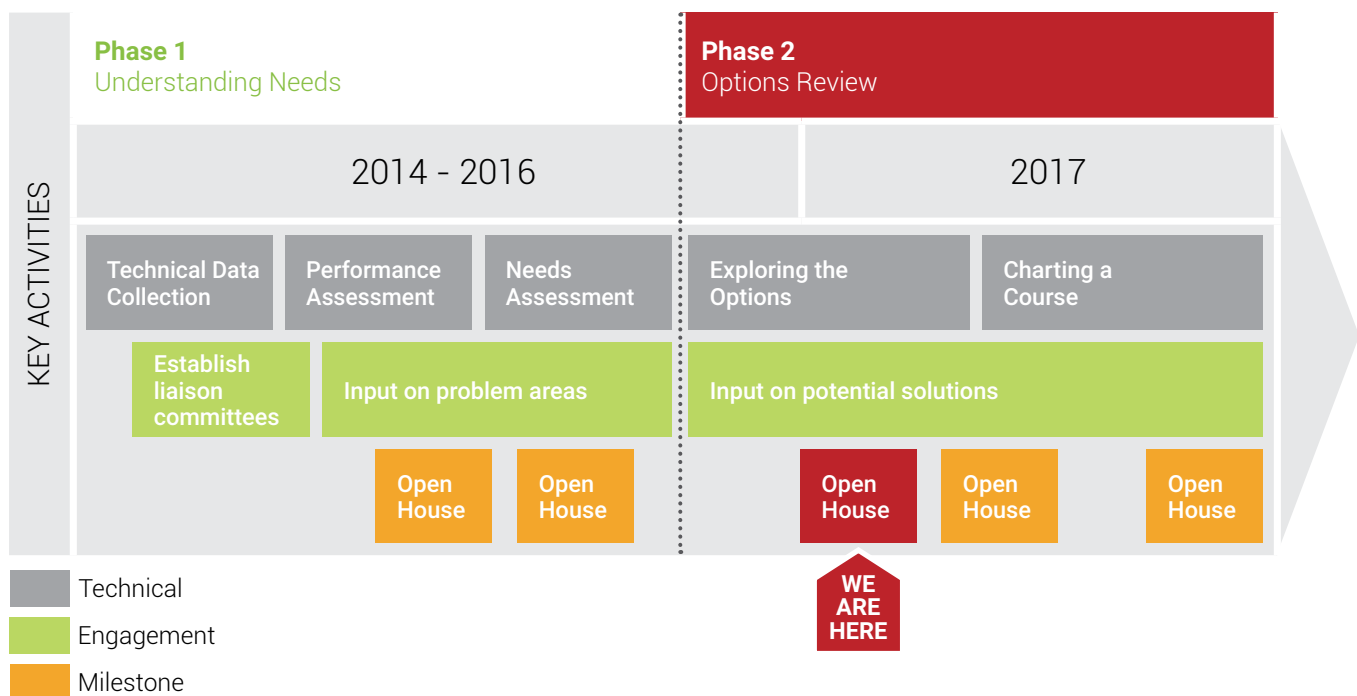 Phase 1
Understanding Needs
Phase 2
Options Review
KEY ACTIVITIES
2014 - 2016
2017
Technical Data
Collection
Performance
Assessment
Needs
Assessment
Exploring the
Options
Charting a
Course
Establish
liaison
committees
Input on problem areas
Input on potential solutions
Open
House
Open
House
Open
House
Open
House
Open
House
WE
ARE
HERE
Technical
Engagement
Milestone